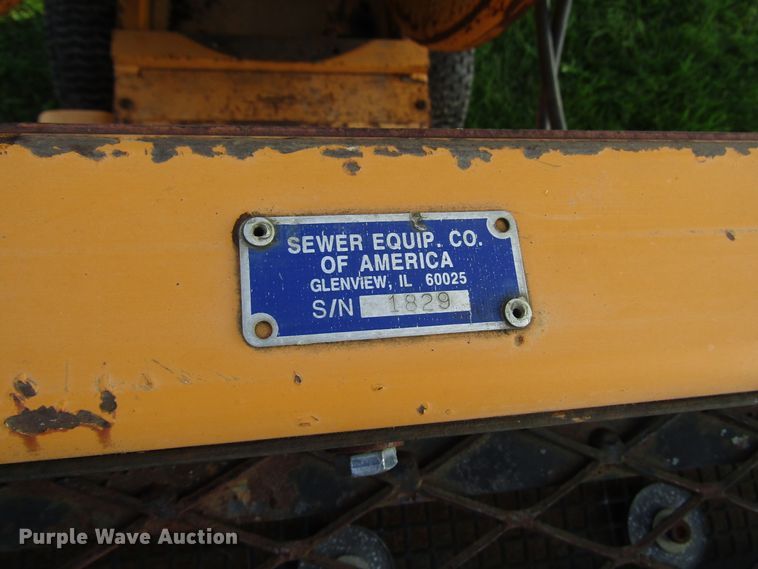 SEWER EQUIP. CO.
OF AMERICA
GLENVIEW, IL 60025
S/N 1829
Purple Wave Auction